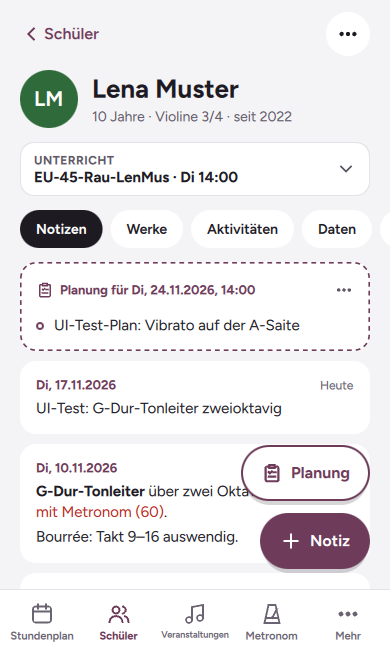 Schüler
LM
Lena Muster
10 Jahre · Violine 3/4 · seit 2022
UNTERRICHT
EU-45-Rau-LenMus · Di 14:00
Notizen Werke Aktivitäten Daten
Planung für Di, 24.11.2026, 14:00
UI-Test-Plan: Vibrato auf der A-Saite
Di, 17.11.2026 Heute
UI-Test: G-Dur-Tonleiter zweioktavig
Di, 10.11.2026
G-Dur-Tonleiter über zwei Okta
mit Metronom (60).
Bourrée: Takt 9–16 auswendig.
Planung
Notiz
Stundenplan Schüler Veranstaltungen Metronom Mehr